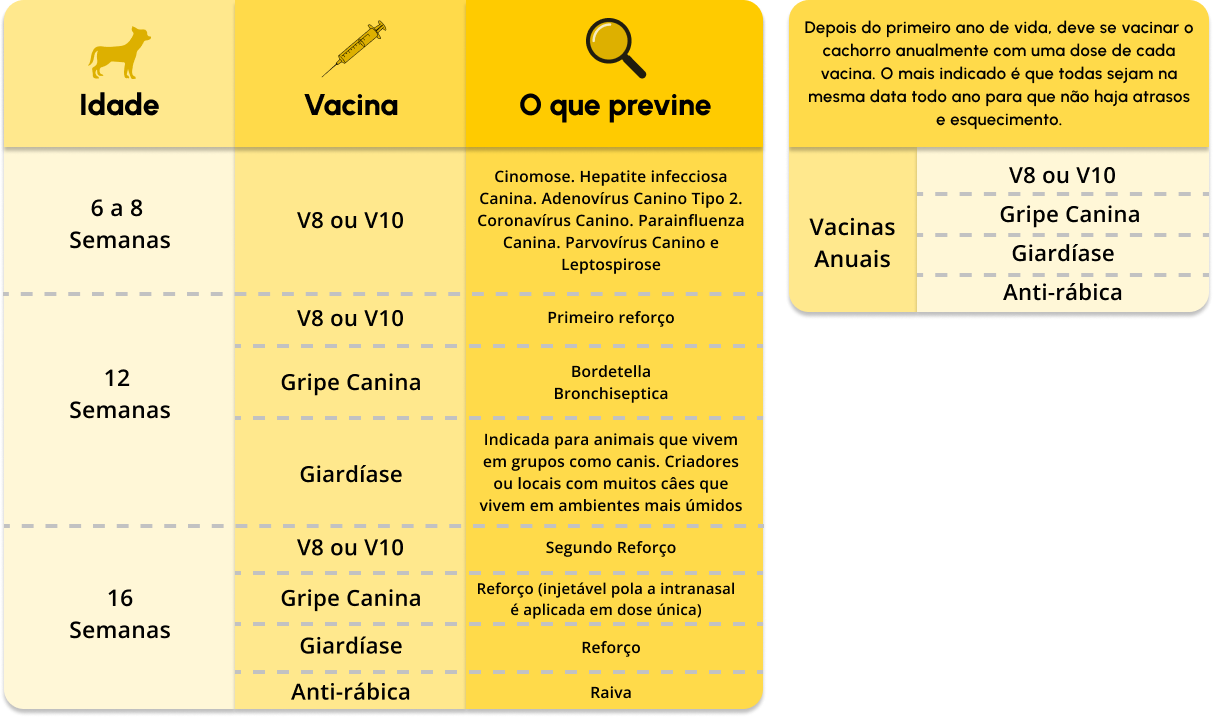 Idade
Vacina
O que previne
6 a 8
Semanas
V8 ou V10
Cinomose. Hepatite infecciosa
Canina. Adenovírus Canino Tipo 2.
Coronavírus Canino. Parainfluenza
Canina. Parvovírus Canino e
Leptospirose
12
Semanas
V8 ou V10
Primeiro reforço
Gripe Canina
Bordetella
Bronchiseptica
Giardíase
Indicada para animais que vivem
em grupos como canis. Criadores
ou locais com muitos câes que
vivem em ambientes mais úmidos
16
Semanas
V8 ou V10
Segundo Reforço
Gripe Canina
Reforço (injetável pola a intranasal
é aplicada em dose única)
Giardíase
Reforço
Anti-rábica
Raiva
Depois do primeiro ano de vida, deve se vacinar o
cachorro anualmente com uma dose de cada
vacina. O mais indicado é que todas sejam na
mesma data todo ano para que não haja atrasos
e esquecimento.
Vacinas
Anuais
V8 ou V10
Gripe Canina
Giardíase
Anti-rábica